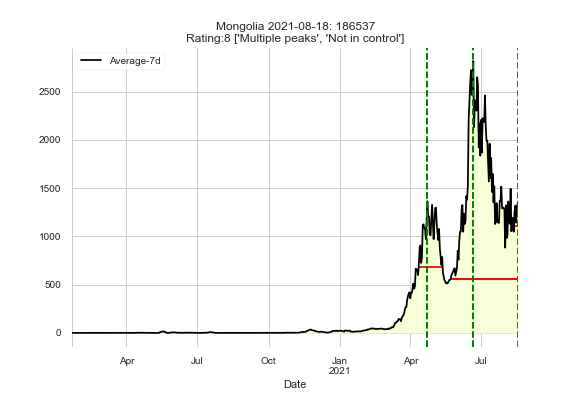 Mongolia 2021-08-18: 186537
Rating:8 ['Multiple peaks', 'Not in control']
Average-7d
2500
2000
1500
1000
500
0
Apr
Jul
Oct
Jan
2021
Apr
Jul
Date